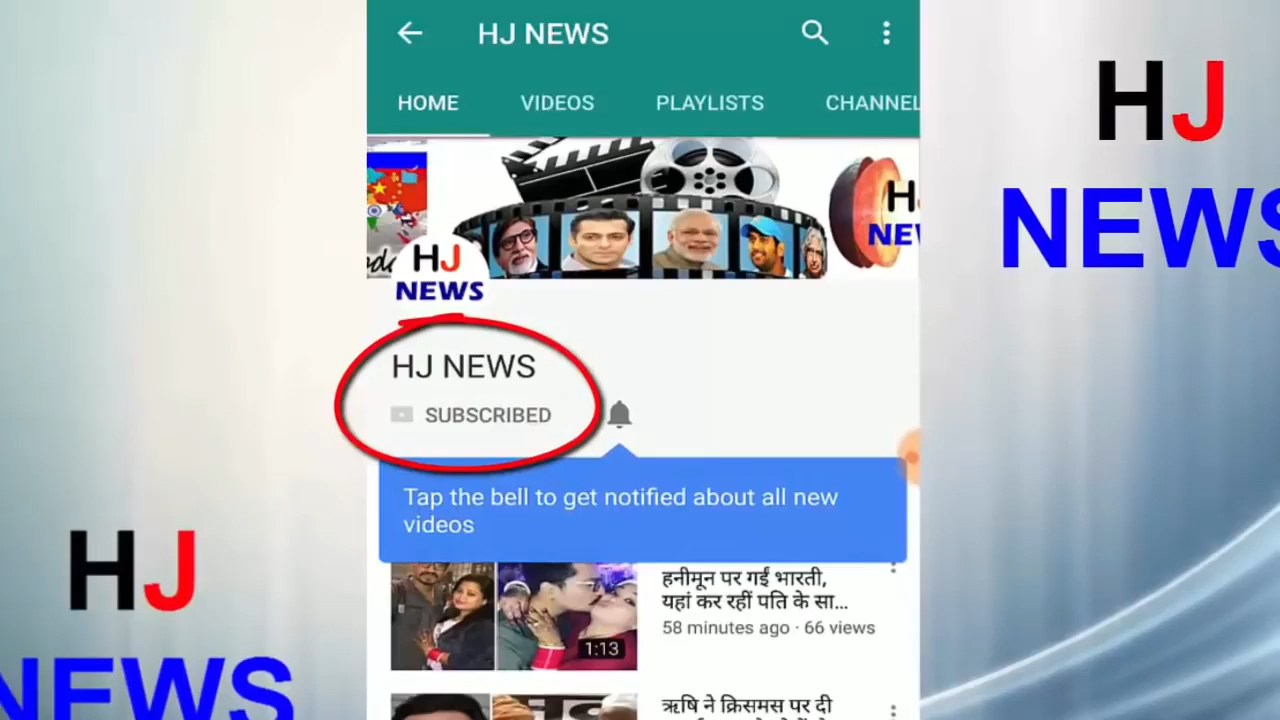 HJ NEWS
HOME VIDEOS PLAYLISTS CHANNEL
HJ
NEWS
HJ
NEWS
HJ
NEWS
HJ NEWS
SUBSCRIBED
Tap the bell to get notified about all new
videos
हनीमून पर गईं भारती,
यहां कर रहीं पति के सा...
58 minutes ago · 66 views
1:13
ऋषि ने क्रिसमस पर दी
HJ
NEWS